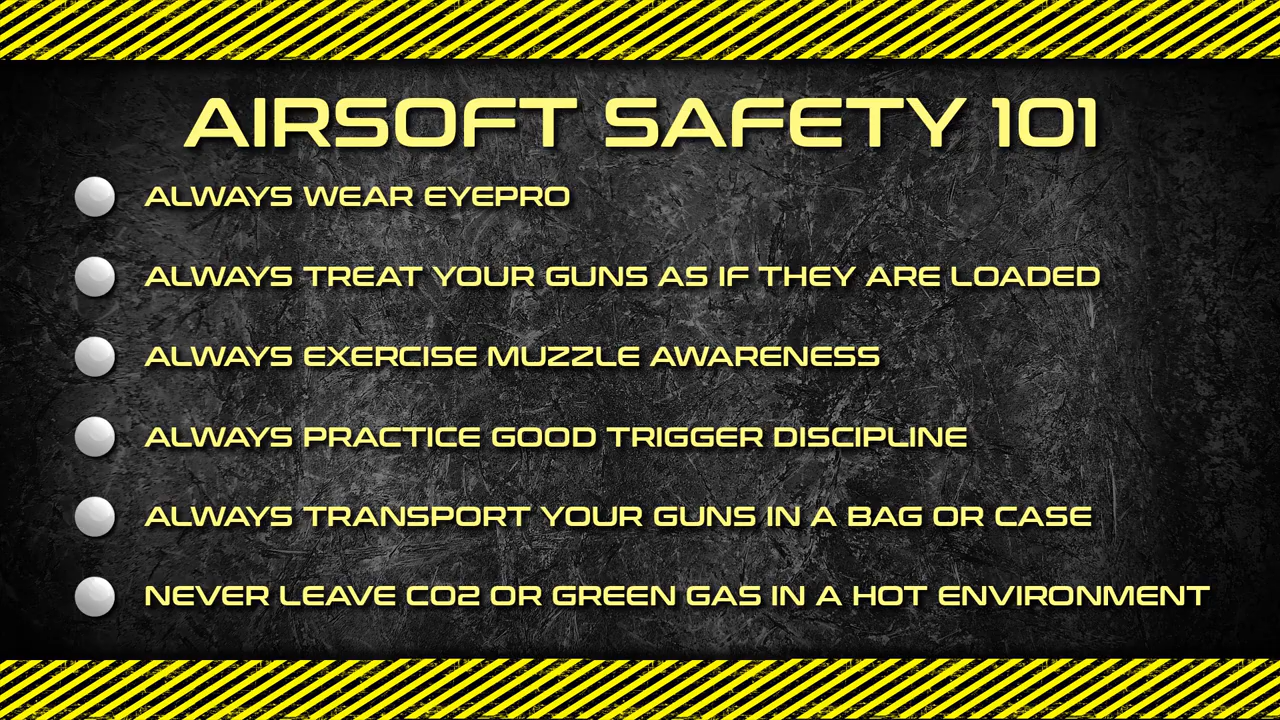 AIRSOFT SAFETY 101
ALWAYS WEAR EYEPRO
ALWAYS TREAT YOUR GUNS AS IF THEY ARE LOADED
ALWAYS EXERCISE MUZZLE AWARENESS
ALWAYS PRACTICE GOOD TRIGGER DISCIPLINE
ALWAYS TRANSPORT YOUR GUNS IN A BAG OR CASE
NEVER LEAVE CO2 OR GREEN GAS IN A HOT ENVIRONMENT